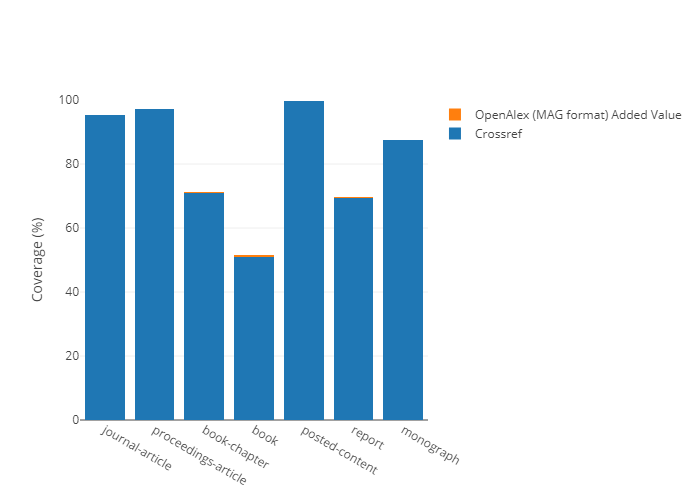 OpenAlex (MAG format) Added Value
Crossref
Coverage (%)
100
80
60
40
20
0
journal-article
proceedings-article
book-chapter
book
posted-content
report
monograph